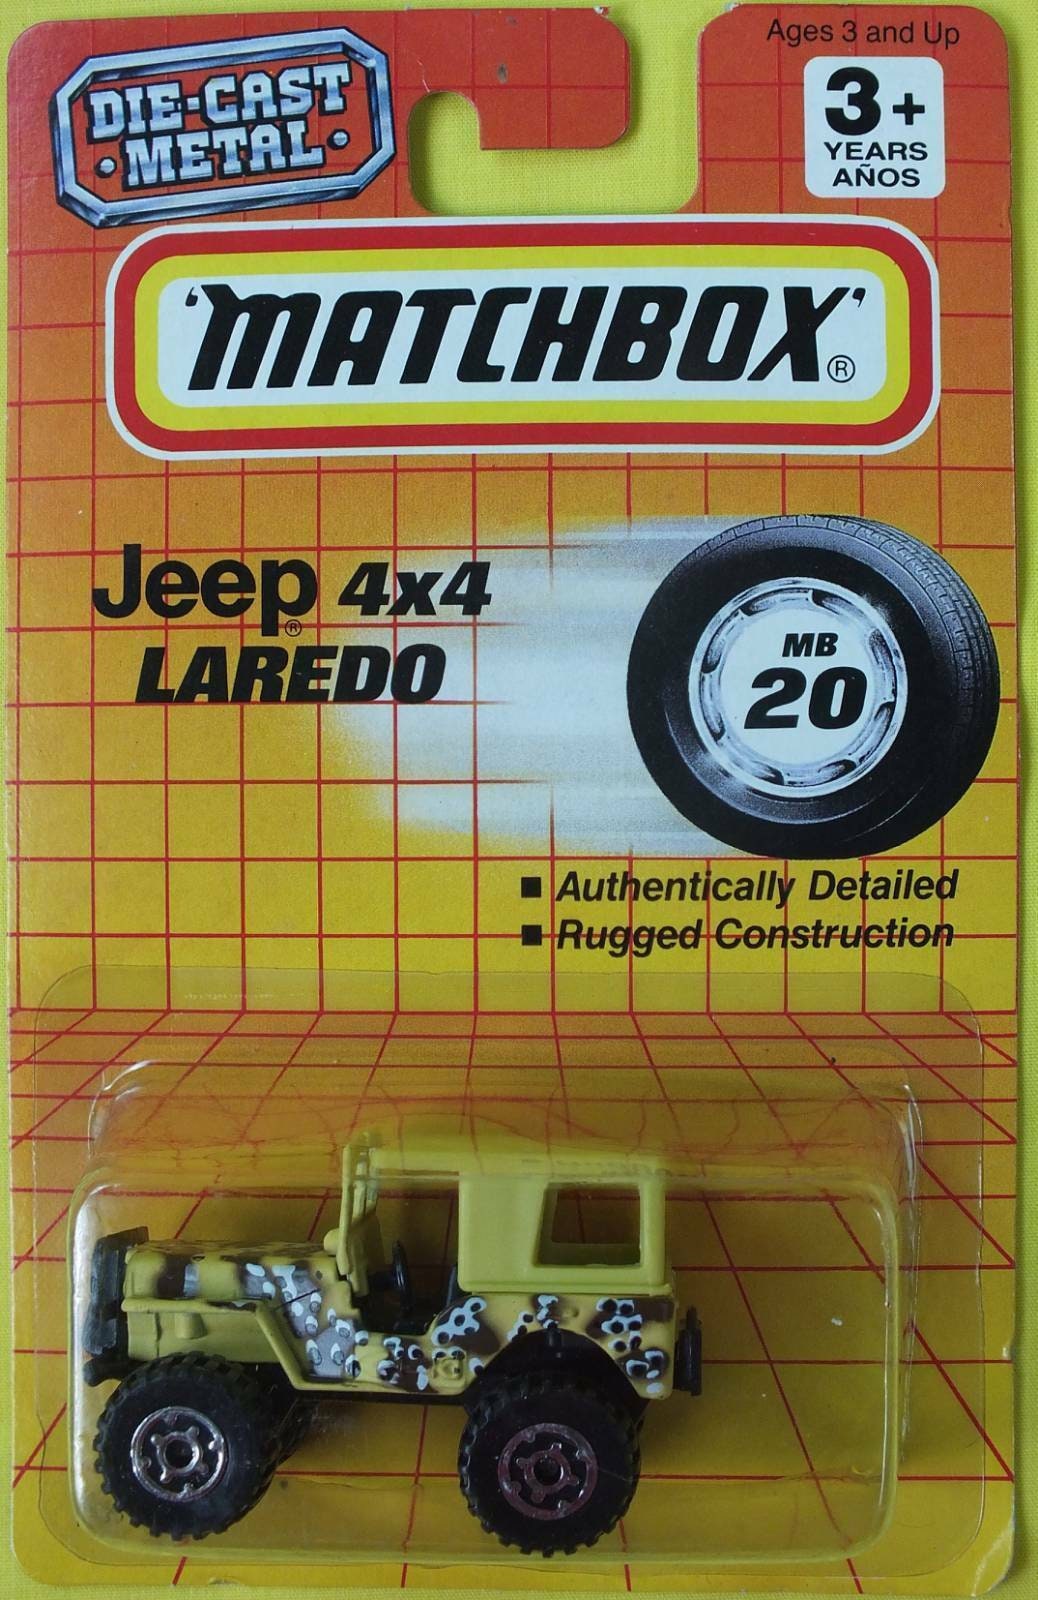 Ages 3 and Up
3+
YEARS
AÑOS
DIE-CAST
·METAL·
'MATCHBOX'®
Jeep® 4x4
LAREDO
MB
20
■ Authentically Detailed
■ Rugged Construction